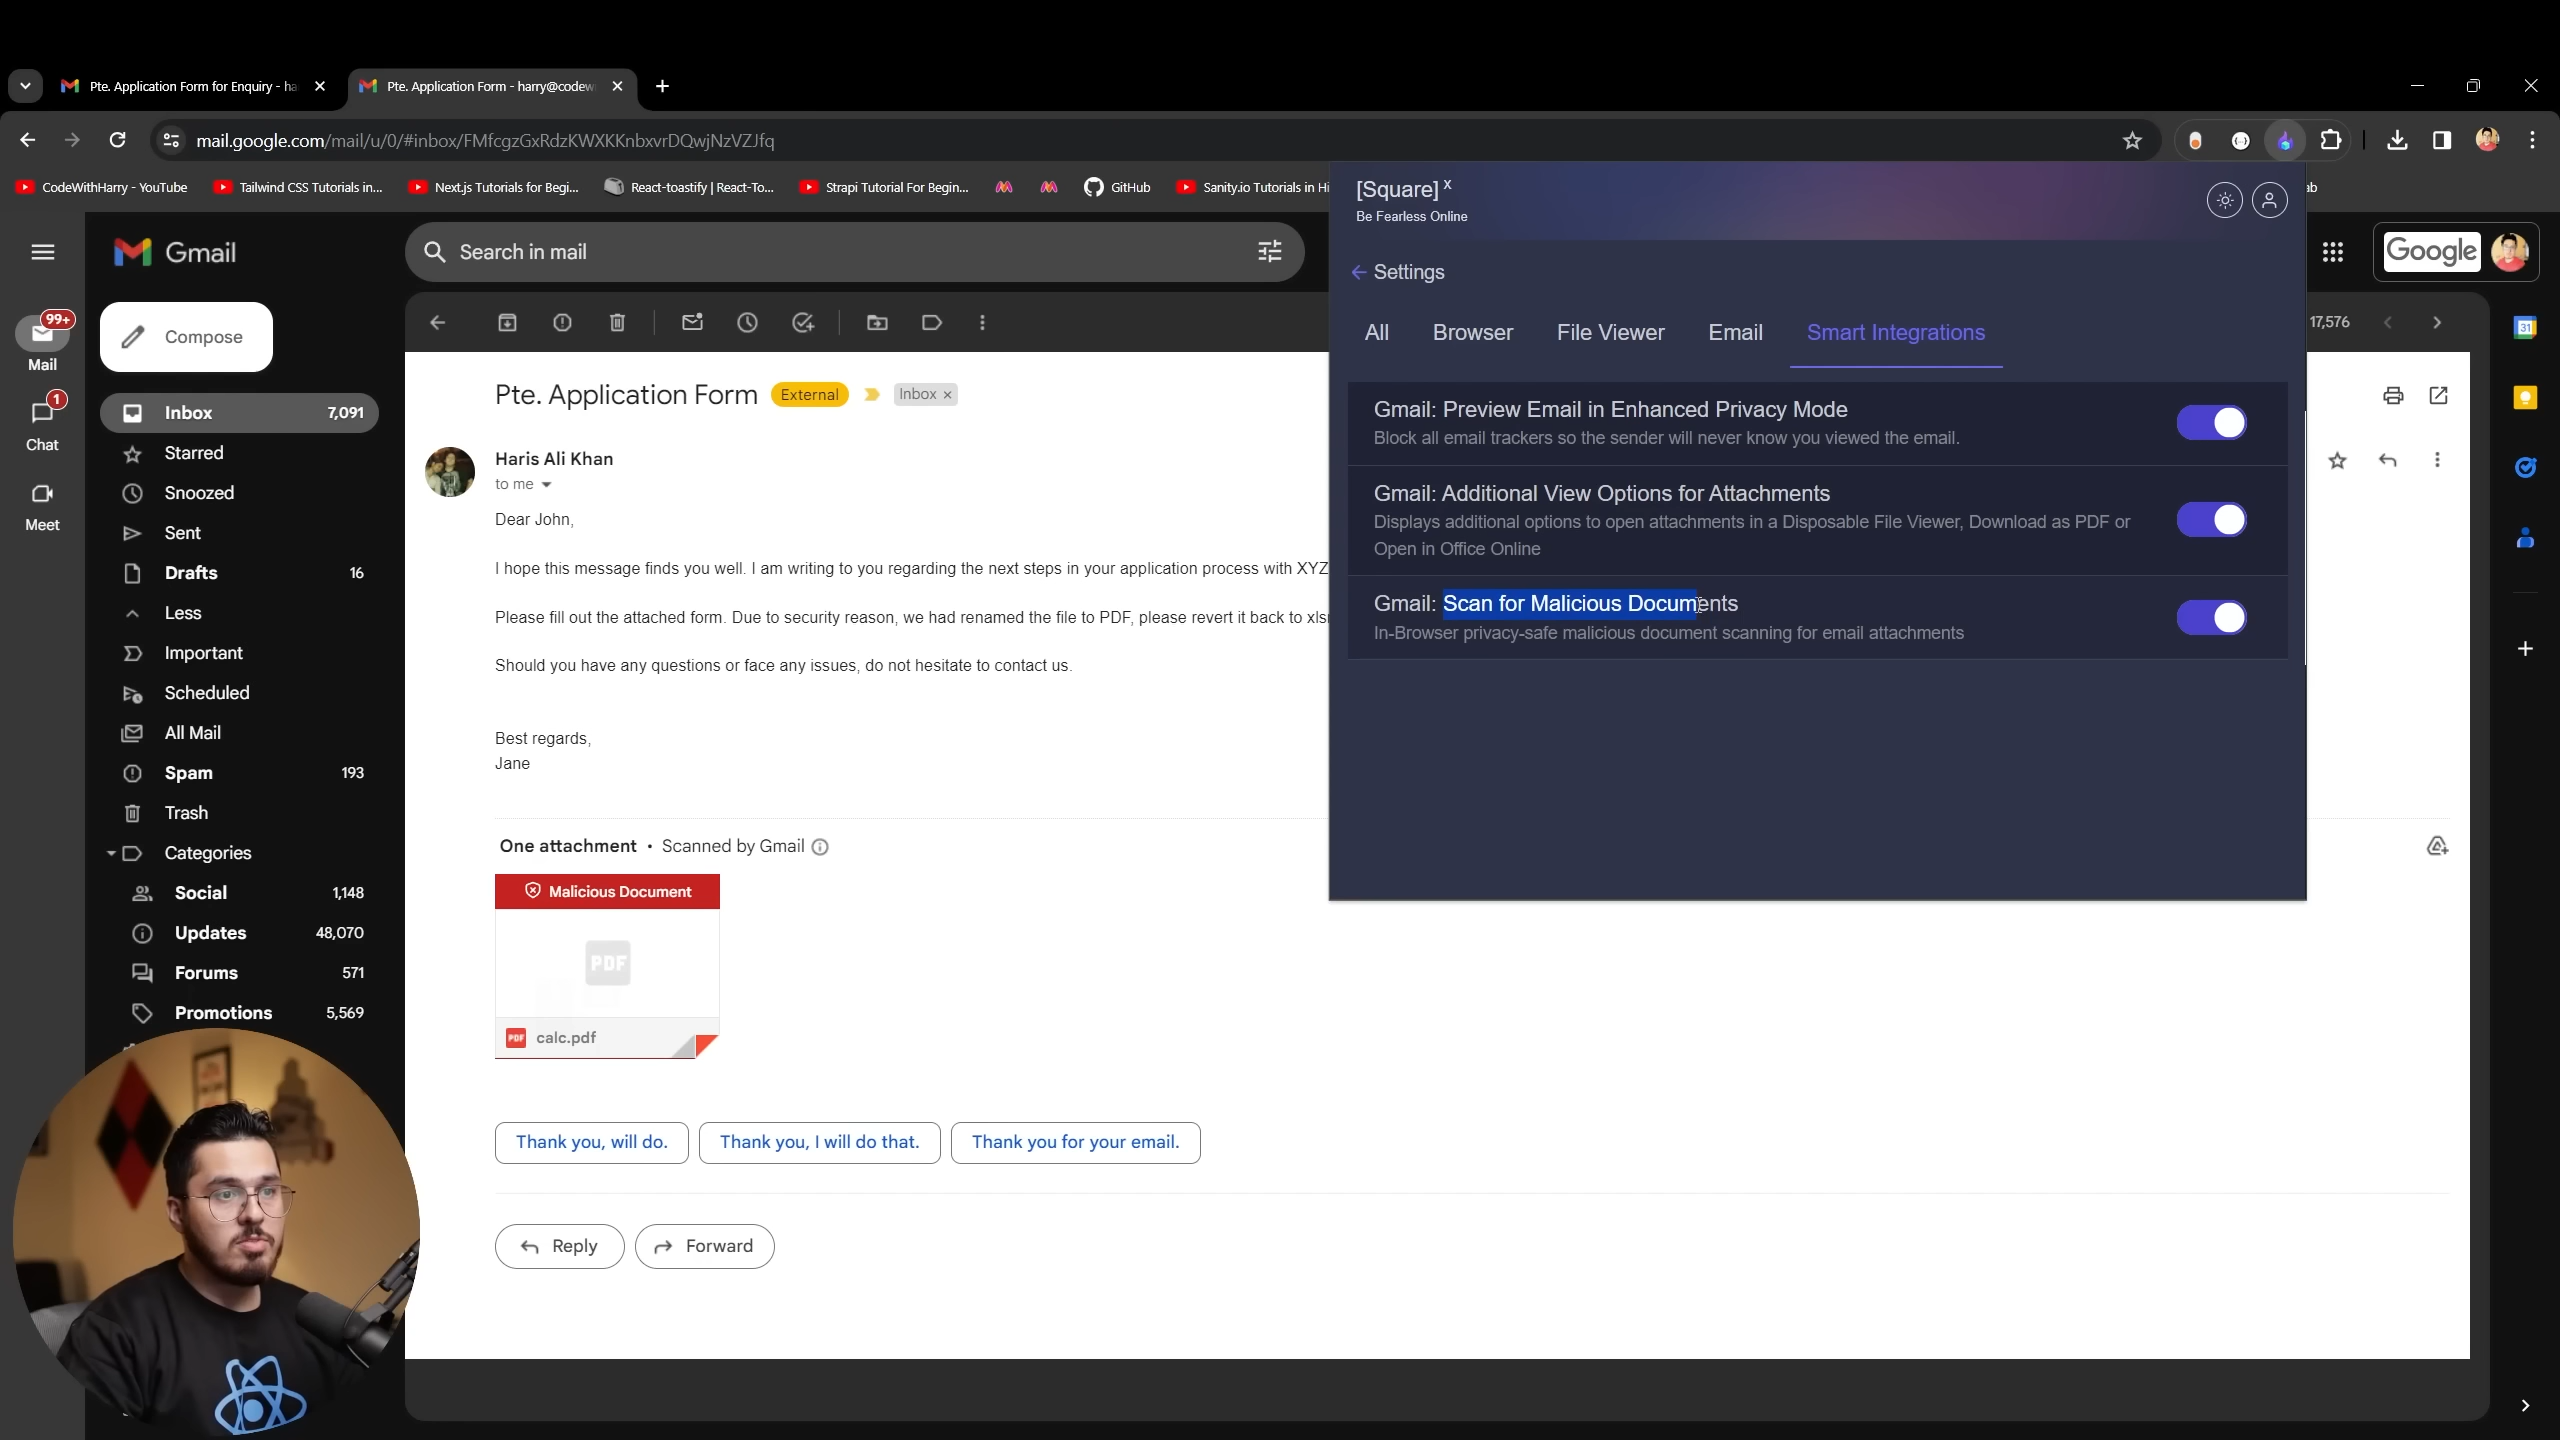 Pte. Application Form for Enquiry - ha
Pte. Application Form - harry@codew
mail.google.com/mail/u/0/#inbox/FMfcgzGxRdzKWXKKnbxvrDQwjNzVZJfq
CodeWithHarry - YouTube
Tailwind CSS Tutorials in...
Next.js Tutorials for Begi...
React-toastify | React-To...
Strapi Tutorial For Begin...
GitHub
Sanity.io Tutorials in Hi
ab
[Square] x
Be Fearless Online
Settings
All
Browser
File Viewer
Email
Smart Integrations
Gmail: Preview Email in Enhanced Privacy Mode
Block all email trackers so the sender will never know you viewed the email.
Gmail: Additional View Options for Attachments
Displays additional options to open attachments in a Disposable File Viewer, Download as PDF or
Open in Office Online
Gmail: Scan for Malicious Documents
In-Browser privacy-safe malicious document scanning for email attachments
Gmail
Search in mail
Google
17,576
31
99+
Mail
1
Chat
Meet
Compose
Inbox 7,091
Starred
Snoozed
Sent
Drafts 16
Less
Important
Scheduled
All Mail
Spam 193
Trash
Categories
Social 1,148
Updates 48,070
Forums 571
Promotions 5,569
Pte. Application Form External Inbox ×
Haris Ali Khan
to me
Dear John,
I hope this message finds you well. I am writing to you regarding the next steps in your application process with XYZ
Please fill out the attached form. Due to security reason, we had renamed the file to PDF, please revert it back to xlsr
Should you have any questions or face any issues, do not hesitate to contact us.
Best regards,
Jane
One attachment • Scanned by Gmail
Malicious Document
PDF
PDF calc.pdf
Thank you, will do.
Thank you, I will do that.
Thank you for your email.
Reply
Forward